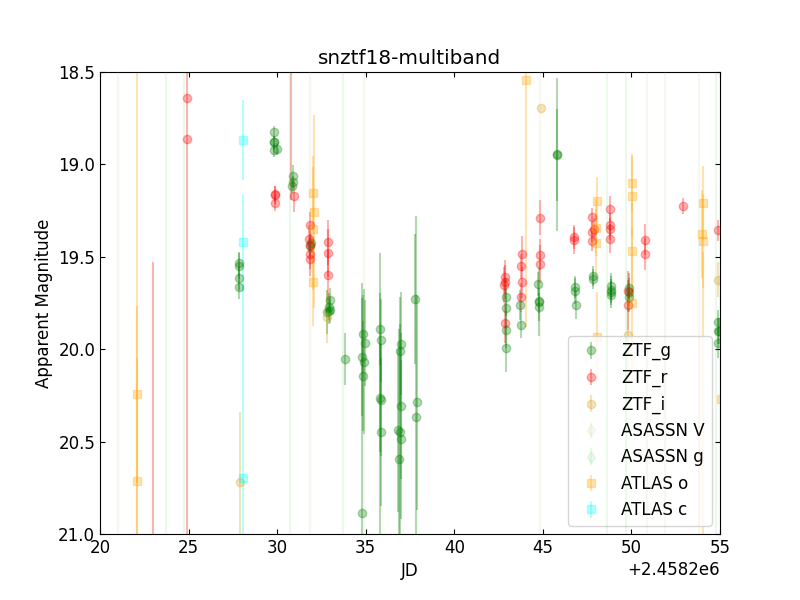 snztf18-multiband
Apparent Magnitude
18.5
19.0
19.5
20.0
20.5
21.0
ZTF_g
ZTF_r
ZTF_i
ASASSN V
ASASSN g
ATLAS o
ATLAS c
20 25 30 35 40 45 50 55
JD
+2.4582e6